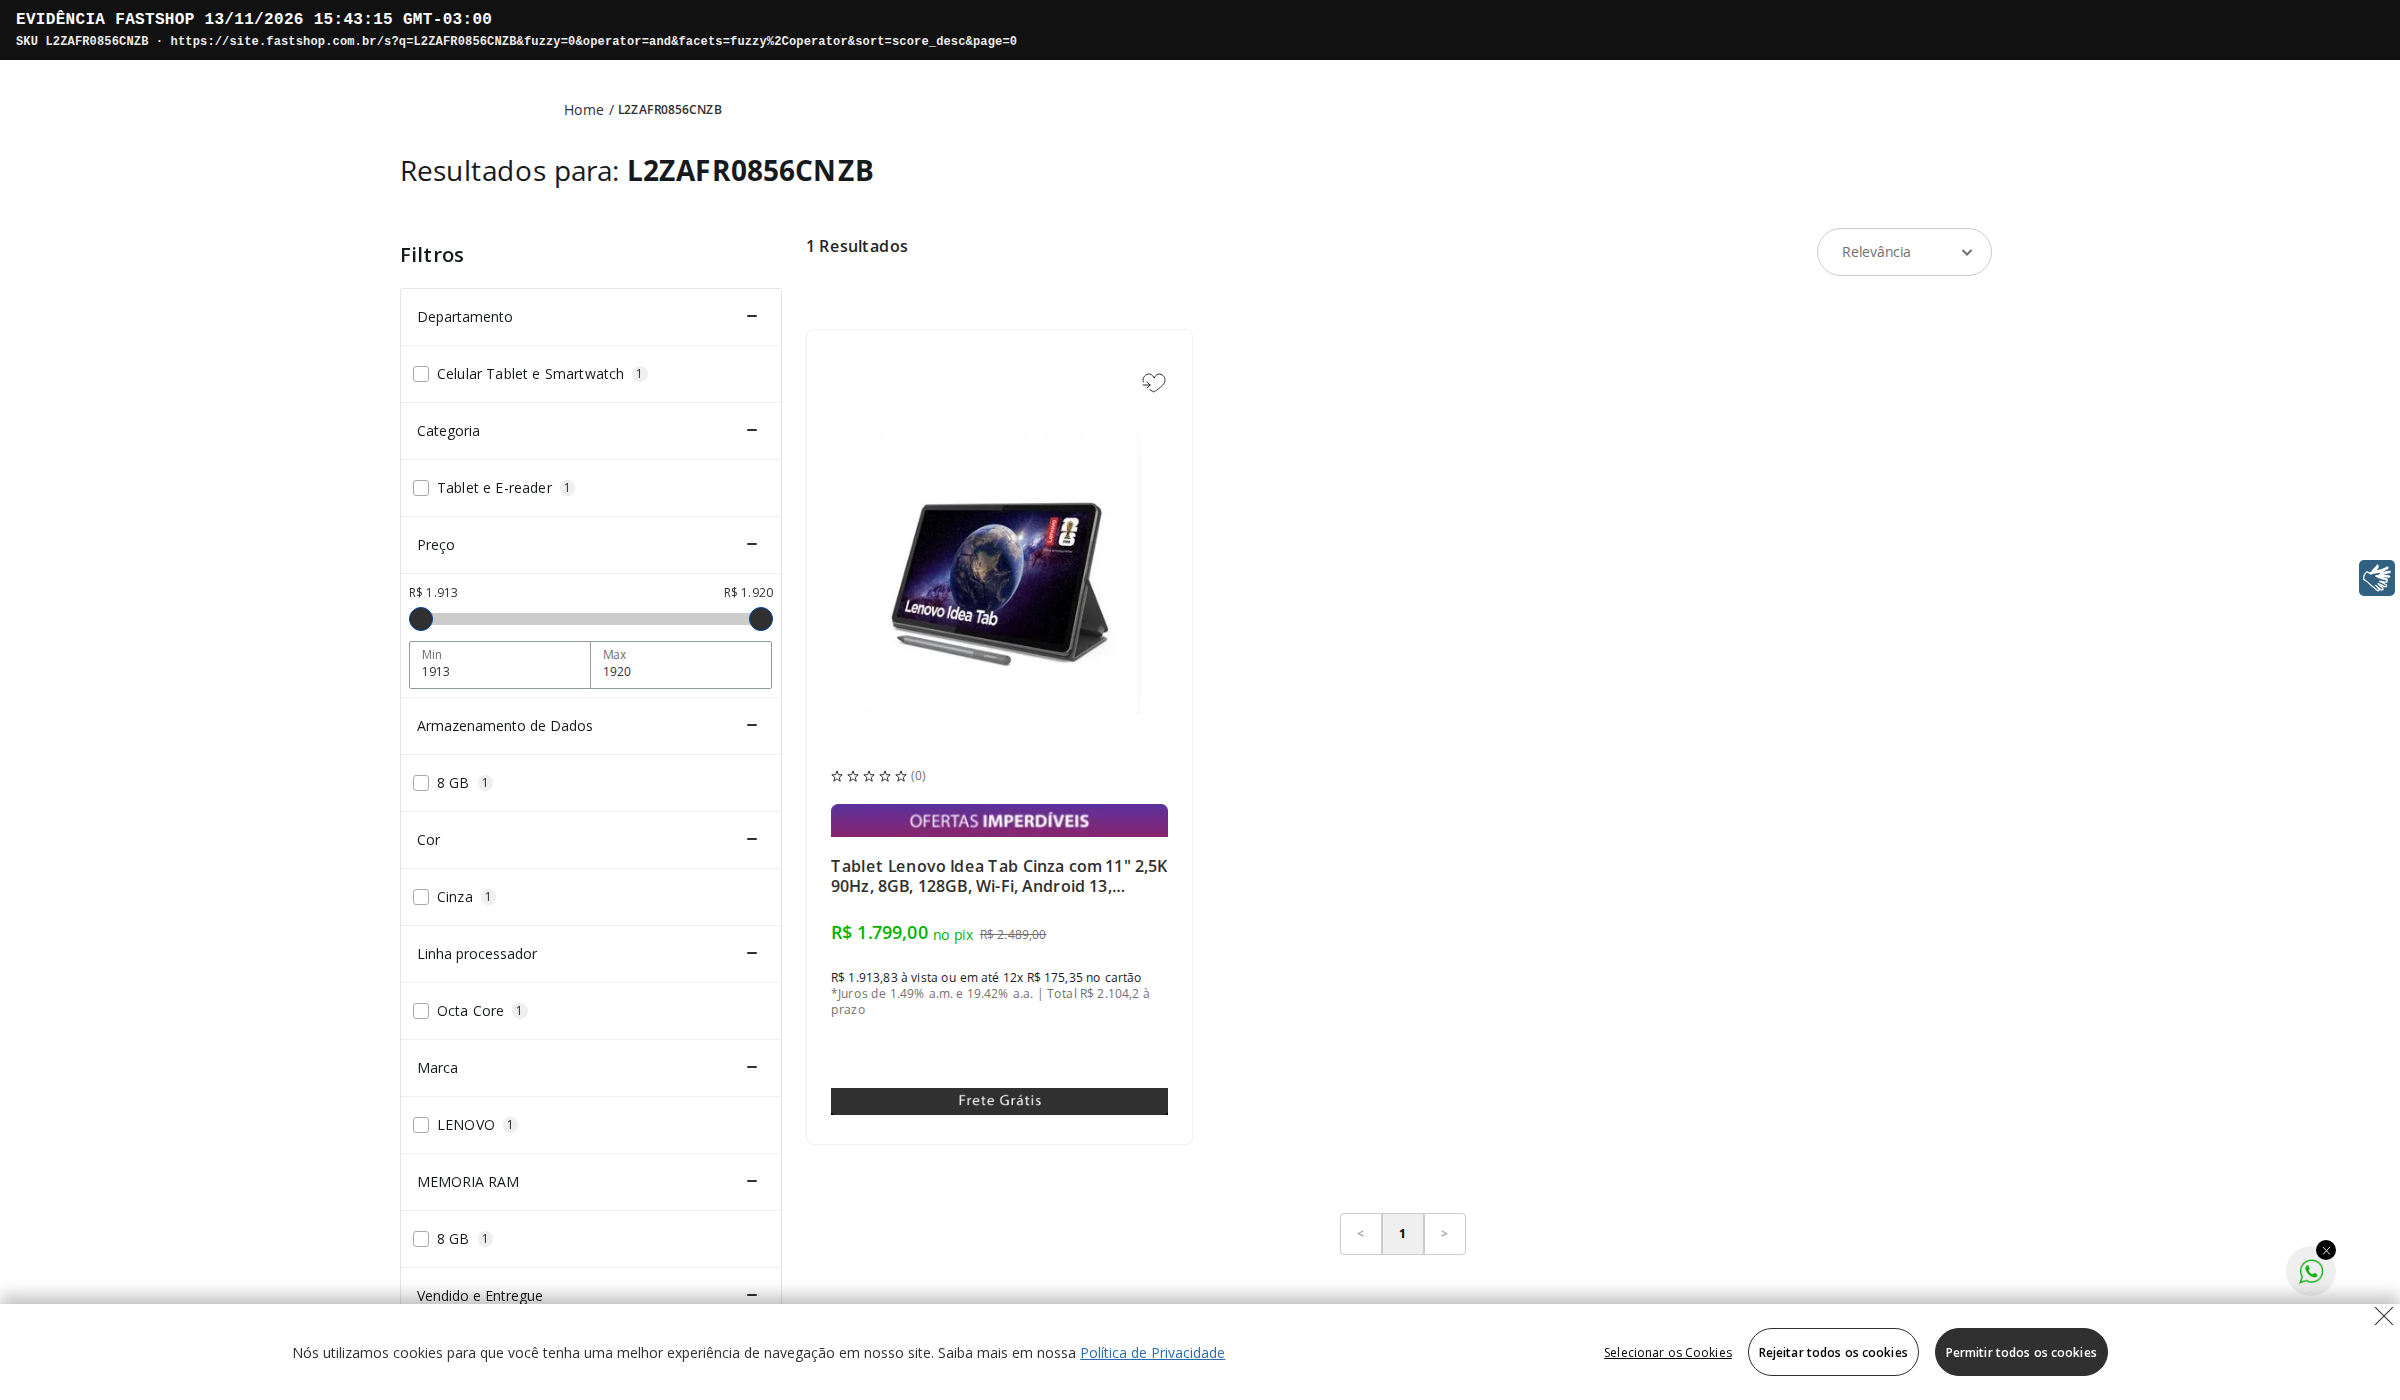 EVIDÊNCIA FASTSHOP 13/11/2026 15:43:15 GMT-03:00
SKU L2ZAFR0856CNZB · https://site.fastshop.com.br/s?q=L2ZAFR0856CNZB&fuzzy=0&operator=and&facets=fuzzy%2Coperator&sort=score_desc&page=0
Home / L2ZAFR0856CNZB
Resultados para: L2ZAFR0856CNZB
Filtros
1 Resultados
Relevância
Departamento
Celular Tablet e Smartwatch 1
Categoria
Tablet e E-reader 1
Preço
R$ 1.913 R$ 1.920
Min
1913
Max
1920
Armazenamento de Dados
8 GB 1
Cor
Cinza 1
Linha processador
Octa Core 1
Marca
LENOVO 1
MEMORIA RAM
8 GB 1
Vendido e Entregue
Lenovo
Lenovo Idea Tab
(0)
OFERTAS IMPERDÍVEIS
Tablet Lenovo Idea Tab Cinza com 11" 2,5K
90Hz, 8GB, 128GB, Wi-Fi, Android 13,...
R$ 1.799,00 no pix R$ 2.489,00
R$ 1.913,83 à vista ou em até 12x R$ 175,35 no cartão
*Juros de 1.49% a.m. e 19.42% a.a. | Total R$ 2.104,2 à
prazo
Frete Grátis
< 1 >
Nós utilizamos cookies para que você tenha uma melhor experiência de navegação em nosso site. Saiba mais em nossa Política de Privacidade
Selecionar os Cookies
Rejeitar todos os cookies
Permitir todos os cookies